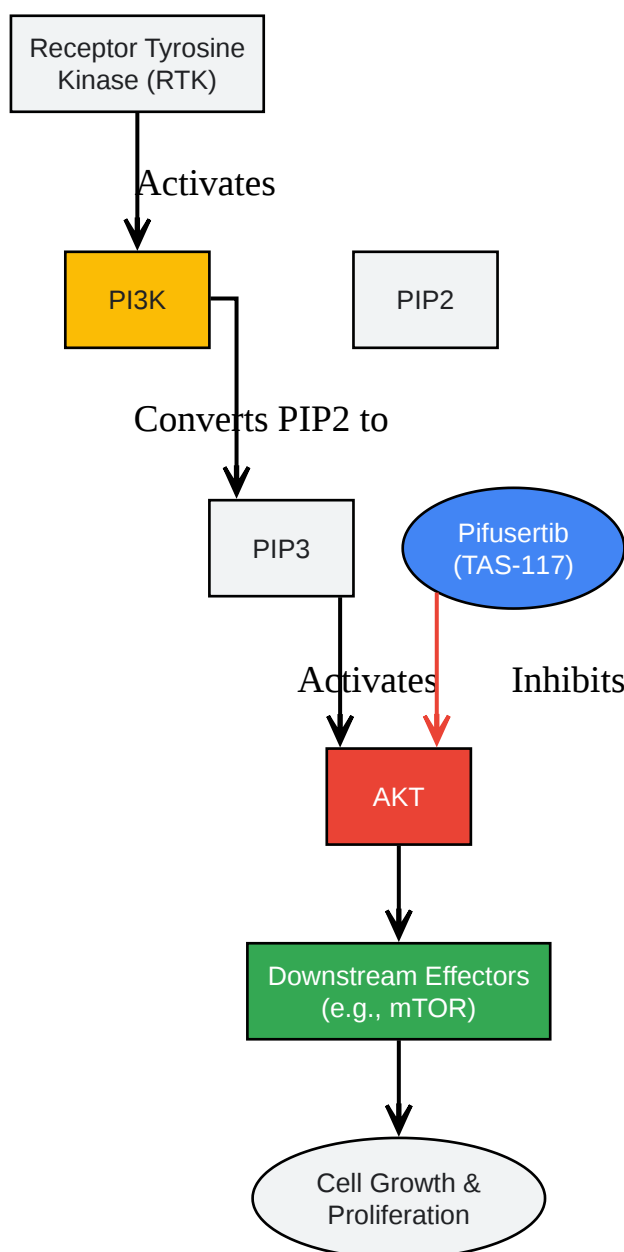 Receptor Tyrosine
Kinase (RTK)
Activates
PI3K
PIP2
Converts PIP2 to
PIP3
Pifusertib
(TAS-117)
Activates
Inhibits
AKT
Downstream Effectors
(e.g., mTOR)
Cell Growth &
Proliferation